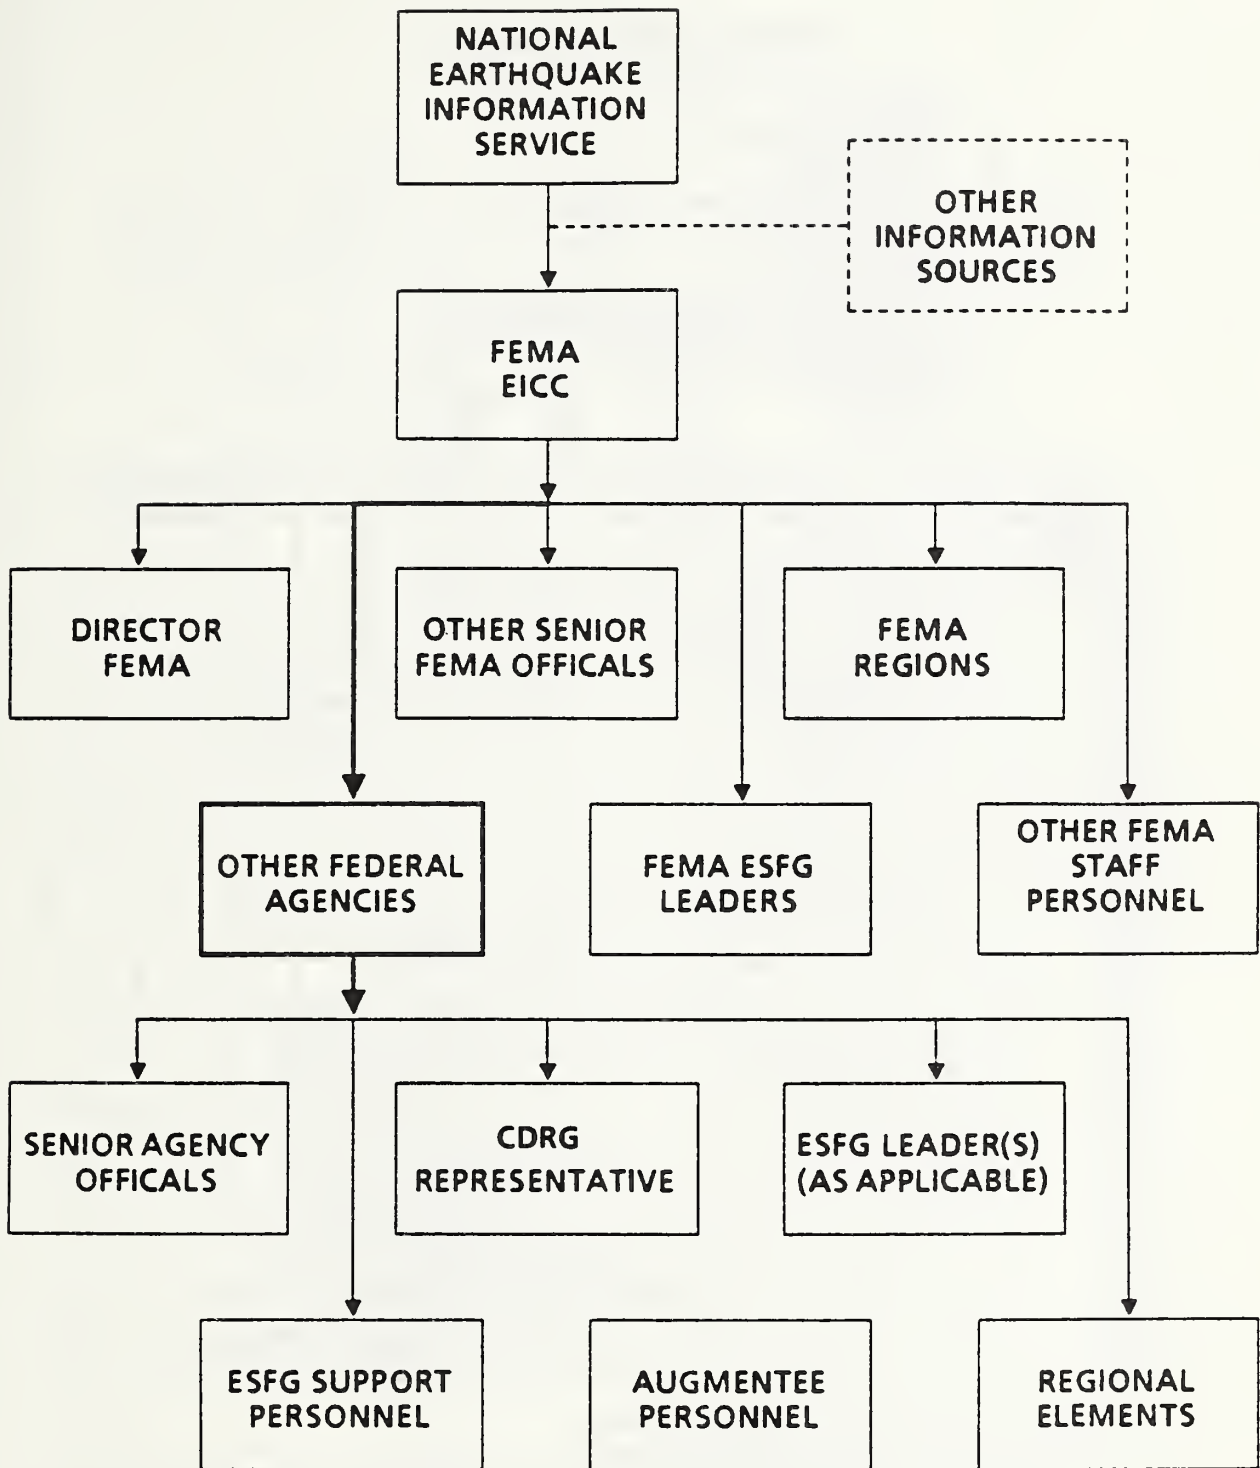 NATIONAL
EARTHQUAKE
INFORMATION
SERVICE
OTHER
INFORMATION
SOURCES
FEMA
EICC
DIRECTOR
FEMA
OTHER SENIOR
FEMA OFFICALS
FEMA
REGIONS
OTHER FEDERAL
AGENCIES
FEMA ESFG
LEADERS
OTHER FEMA
STAFF
PERSONNEL
SENIOR AGENCY
OFFICALS
CDRG
REPRESENTATIVE
ESFG LEADER(S)
(AS APPLICABLE)
ESFG SUPPORT
PERSONNEL
AUGMENTEE
PERSONNEL
REGIONAL
ELEMENTS